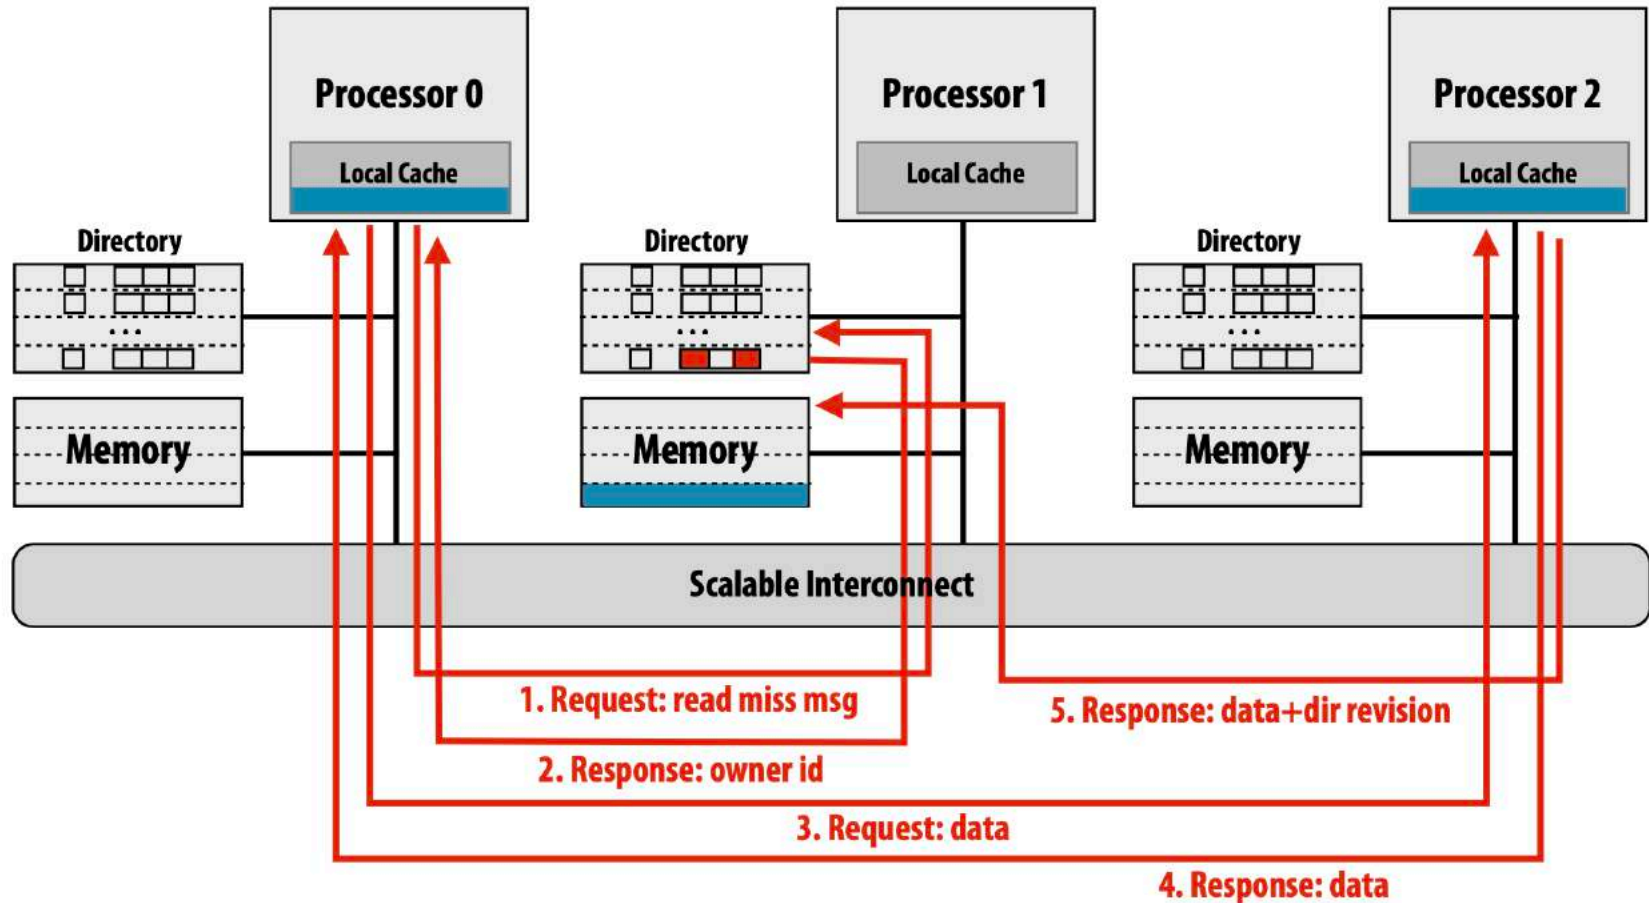 Processor 0
Processor 1
Processor 2
Local Cache
Local Cache
Local Cache
Directory
Directory
Directory
...
...
...
Memory
Memory
Memory
Scalable Interconnect
1. Request: read miss msg
5. Response: data+dir revision
2. Response: owner id
3. Request: data
4. Response: data